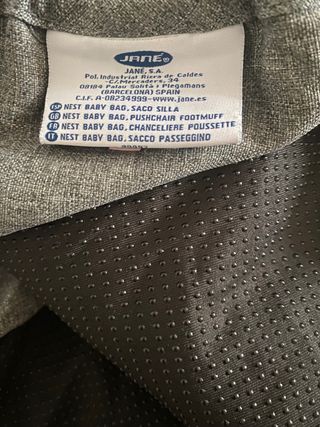 JANÉ®
JANÉ, S.A.
Pol. Industrial Riera de Caldes
C/.Mercaders, 34
08184 Palau Solità i Plegamans
(BARCELONA) SPAIN
C.I.F. A-08234999-www.jane.es
ES NEST BABY BAG, SACO SILLA
GB NEST BABY BAG, PUSHCHAIR FOOTMUFF
FR NEST BABY BAG, CHANCELIERE POUSSETTE
IT NEST BABY BAG, SACCO PASSEGGINO